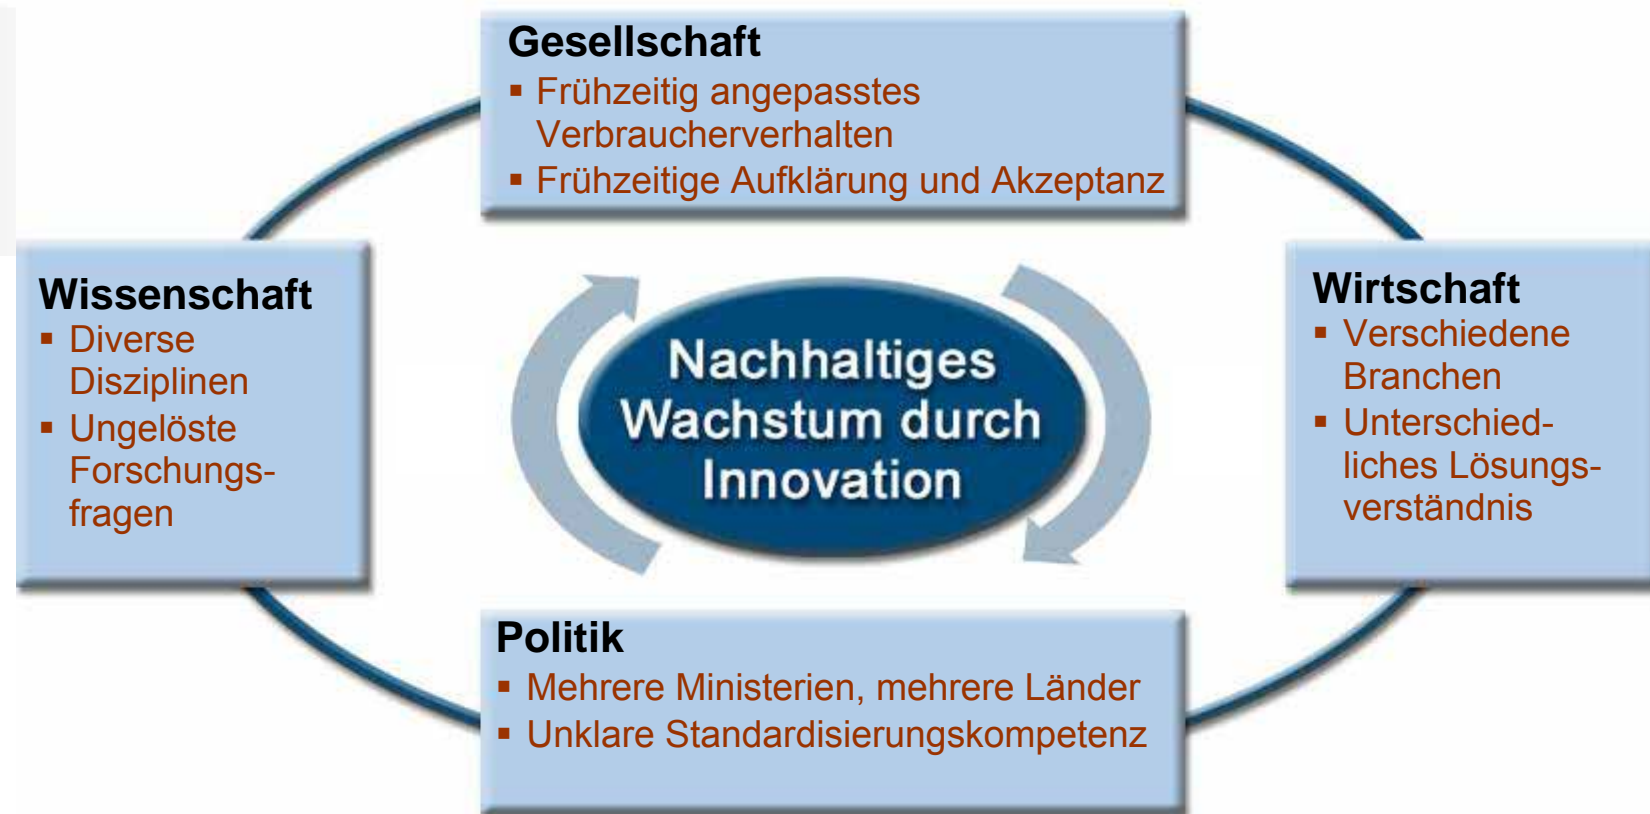 Gesellschaft
▪ Frühzeitig angepasstes
Verbraucherverhalten
▪ Frühzeitige Aufklärung und Akzeptanz
Wissenschaft
▪ Diverse
Disziplinen
▪ Ungelöste
Forschungs-
fragen
Nachhaltiges
Wachstum durch
Innovation
Wirtschaft
▪ Verschiedene
Branchen
▪ Unterschied-
liches Lösungs-
verständnis
Politik
▪ Mehrere Ministerien, mehrere Länder
▪ Unklare Standardisierungskompetenz